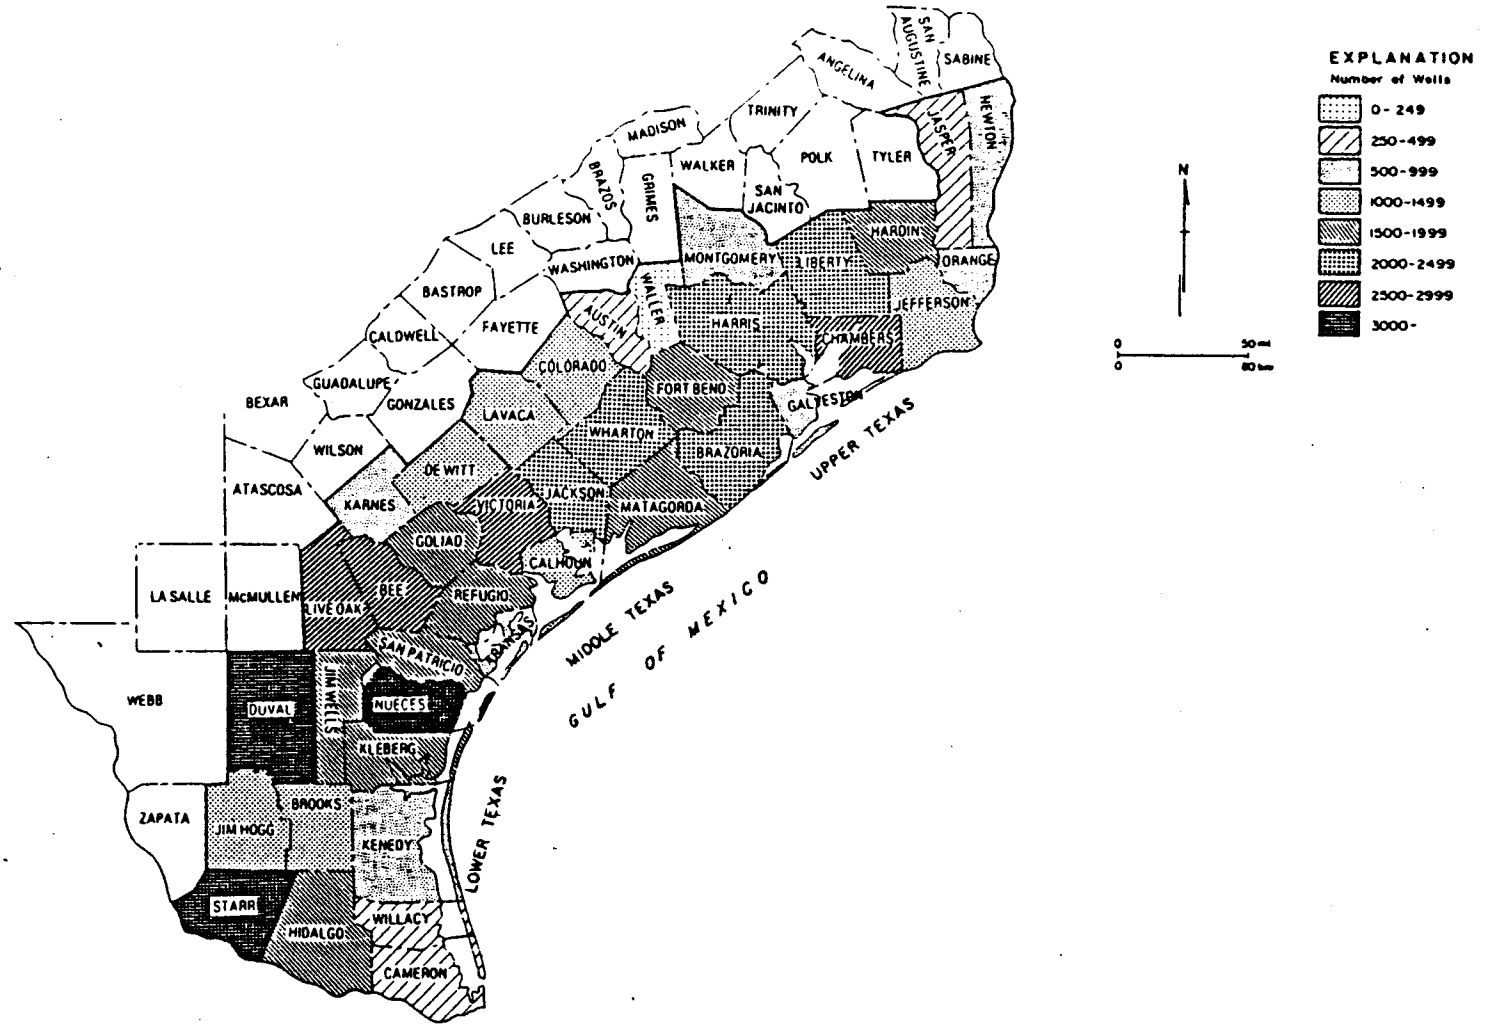 EXPLANATION
Number of Wells
0-249
250-499
500-999
1000-1499
1500-1999
2000-2499
2500-2999
3000-
N
0 50 mi
0 80 km
SAN
AUGUSTINE
SABINE
ANGELINA
NEWTON
JASPER
TRINITY
MADISON
POLK
TYLER
WALKER
BRAZOS
GRIMES
SAN
JACINTO
BURLESON
HARDIN
LEE
WASHINGTON
MONTGOMERY
LIBERTY
ORANGE
BASTROP
WALLER
JEFFERSON
AUSTIN
FAYETTE
HARRIS
CALDWELL
CHAMBERS
COLORADO
GUADALUPE
FORT BEND
GALVESTON
BEXAR
GONZALES
LAVACA
WHARTON
UPPER TEXAS
WILSON
BRAZORIA
DE WITT
ATASCOSA
KARNES
VICTORIA
JACKSON
MATAGORDA
GOLIAD
CALHOUN
LA SALLE
McMULLEN
LIVE OAK
BEE
REFUGIO
MIDDLE TEXAS
GULF OF MEXICO
ARANSAS
SAN PATRICIO
WEBB
DUVAL
JIM WELLS
NUECES
KLEBERG
ZAPATA
BROOKS
JIM HOGG
KENEDY
LOWER TEXAS
STARR
WILLACY
HIDALGO
CAMERON